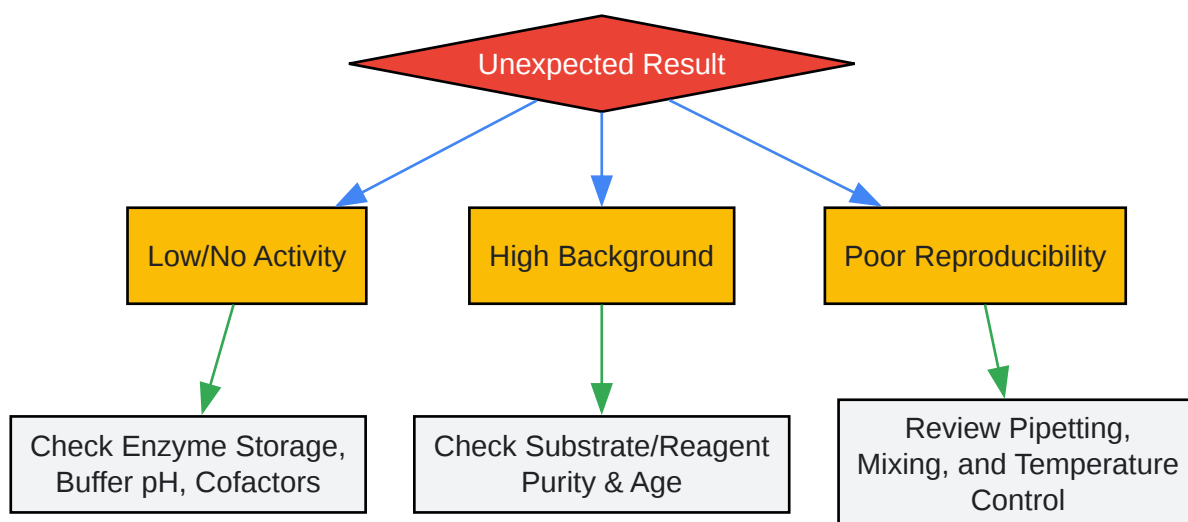 Unexpected Result
Low/No Activity
High Background
Poor Reproducibility
Check Enzyme Storage,
Buffer pH, Cofactors
Check Substrate/Reagent
Purity & Age
Review Pipetting,
Mixing, and Temperature
Control